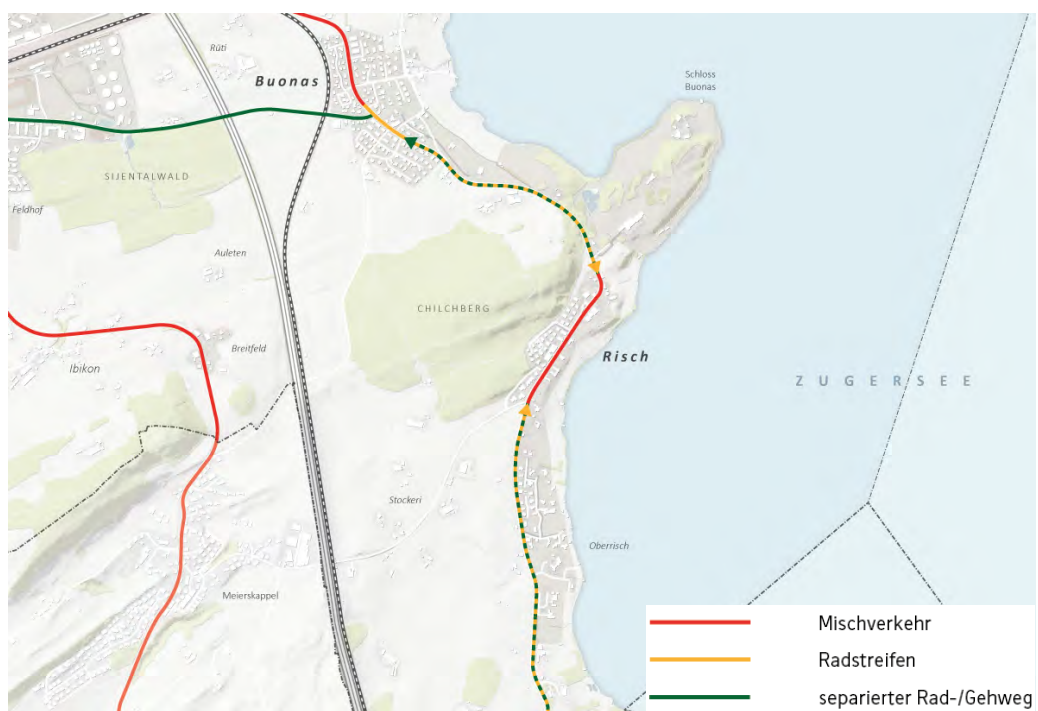 Rüti
Buonas
Schloss
Buonas
SIJENTALWALD
Feldhof
Auleten
CHILCHBERG
Breitfeld
Ibikon
Risch
ZUGERSEE
Stockeri
Oberrisch
Meierskappel
Mischverkehr
Radstreifen
separierter Rad-/Gehweg